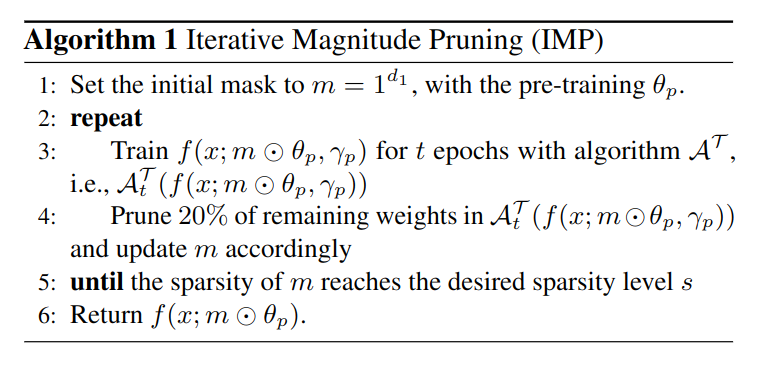 Algorithm 1 Iterative Magnitude Pruning (IMP)
1: Set the initial mask to $m = 1^{d_1}$, with the pre-training $\theta_p$.
2: repeat
3: Train $f(x; m \odot \theta_p, \gamma_p)$ for $t$ epochs with algorithm $\mathcal{A}^{\mathcal{T}}$,
i.e., $\mathcal{A}_t^{\mathcal{T}}(f(x; m \odot \theta_p, \gamma_p))$
4: Prune 20% of remaining weights in $\mathcal{A}_t^{\mathcal{T}}(f(x; m \odot \theta_p, \gamma_p))$
and update $m$ accordingly
5: until the sparsity of $m$ reaches the desired sparsity level $s$
6: Return $f(x; m \odot \theta_p)$.